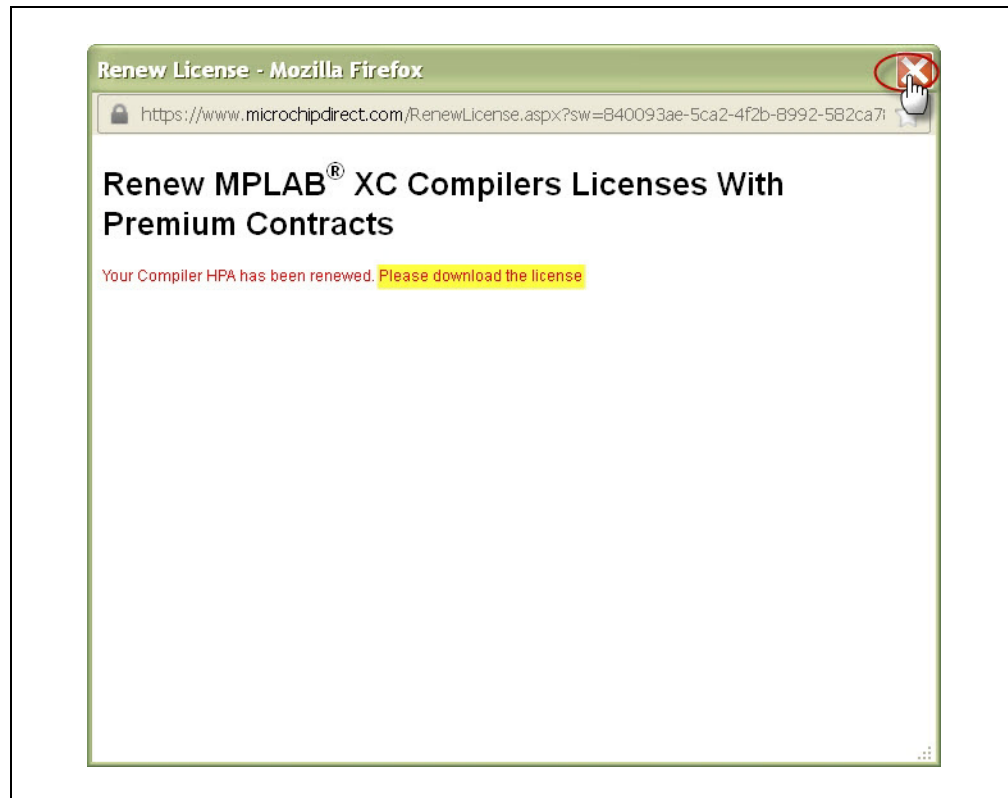 Renew License - Mozilla Firefox
https://www.microchipdirect.com/RenewLicense.aspx?sw=840093ae-5ca2-4f2b-8992-582ca7
Renew MPLAB® XC Compilers Licenses With
Premium Contracts
Your Compiler HPA has been renewed. Please download the license